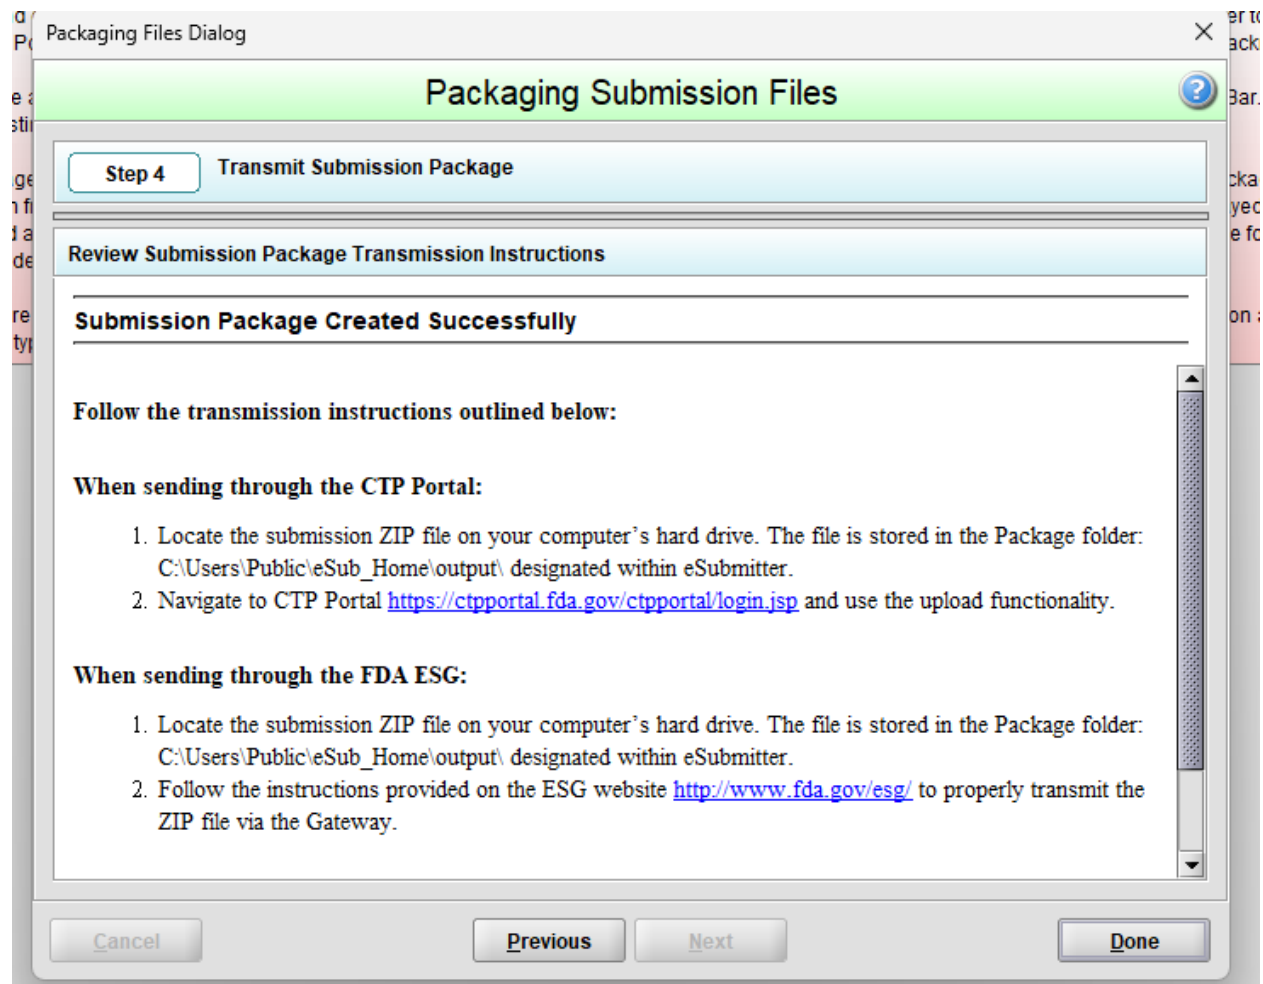 Packaging Files Dialog
Packaging Submission Files
Step 4
Transmit Submission Package
Review Submission Package Transmission Instructions
Submission Package Created Successfully
Follow the transmission instructions outlined below:
When sending through the CTP Portal:
1. Locate the submission ZIP file on your computer’s hard drive. The file is stored in the Package folder:
C:\Users\Public\eSub_Home\output\ designated within eSubmitter.
2. Navigate to CTP Portal https://ctpportal.fda.gov/ctpportal/login.jsp and use the upload functionality.
When sending through the FDA ESG:
1. Locate the submission ZIP file on your computer’s hard drive. The file is stored in the Package folder:
C:\Users\Public\eSub_Home\output\ designated within eSubmitter.
2. Follow the instructions provided on the ESG website http://www.fda.gov/esg/ to properly transmit the
ZIP file via the Gateway.
Cancel
Previous
Next
Done